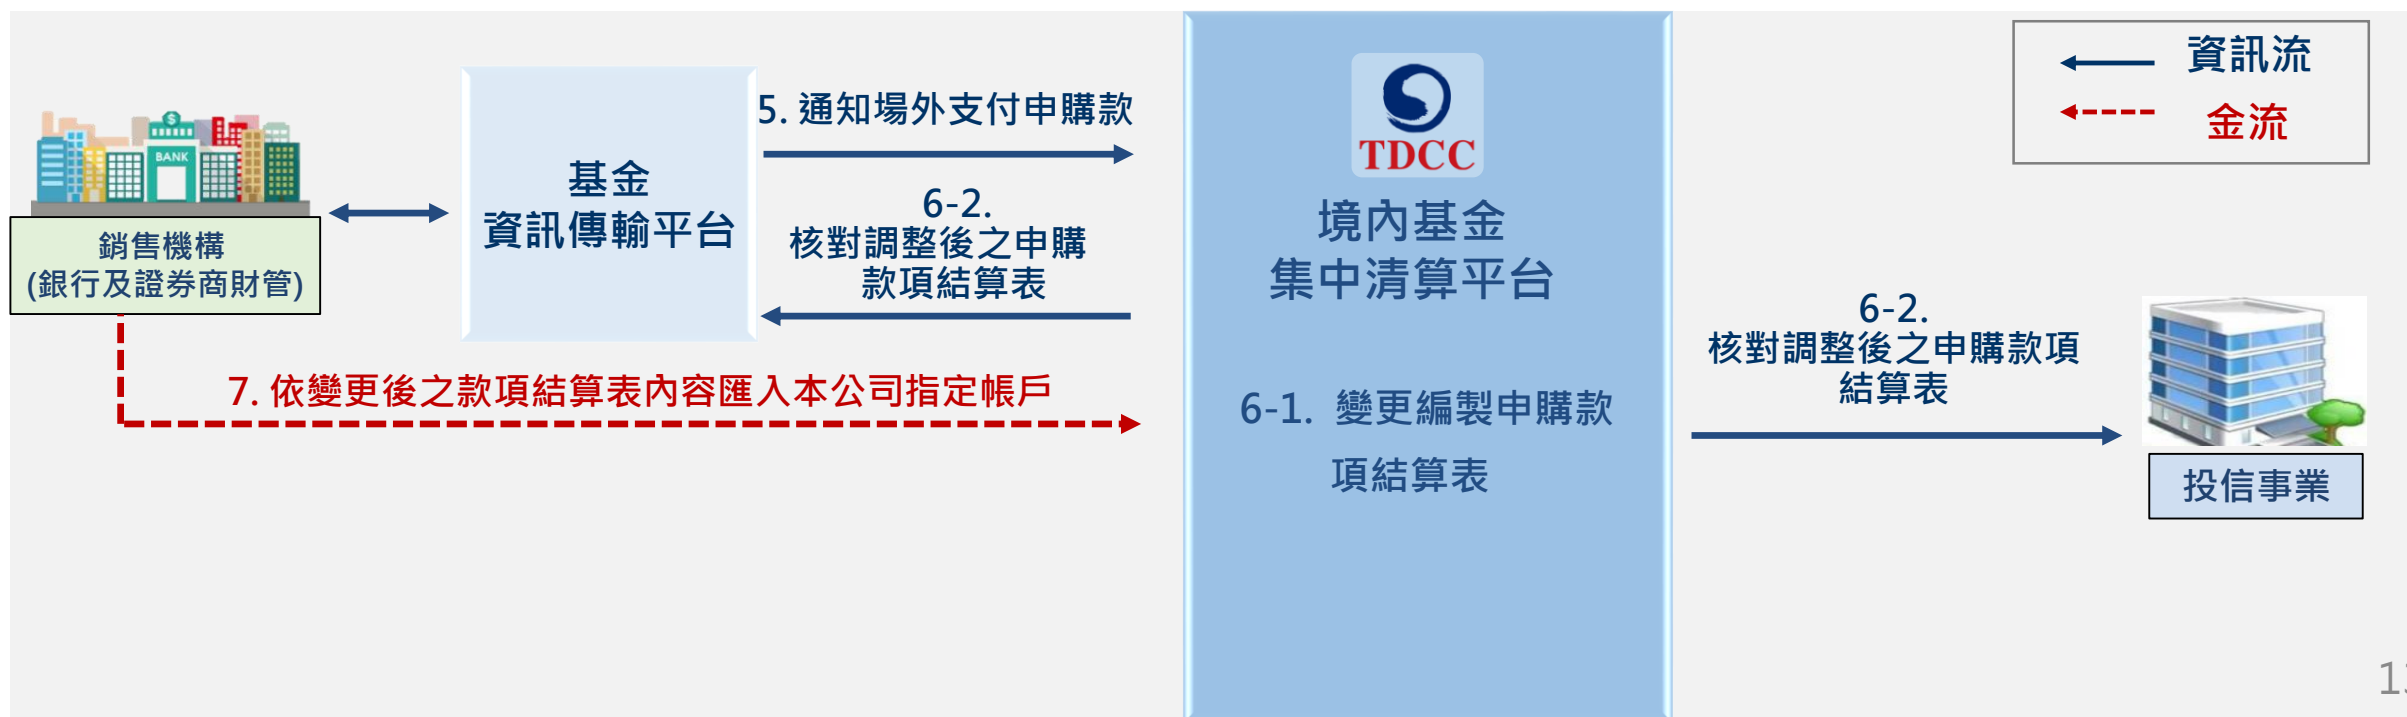 資訊流
金流
BANK
銷售機構
(銀行及證券商財管)
基金
資訊傳輸平台
5. 通知場外支付申購款
6-2.
核對調整後之申購
款項結算表
7. 依變更後之款項結算表內容匯入本公司指定帳戶
TDCC
境內基金
集中清算平台
6-1. 變更編製申購款
項結算表
6-2.
核對調整後之申購款項
結算表
投信事業